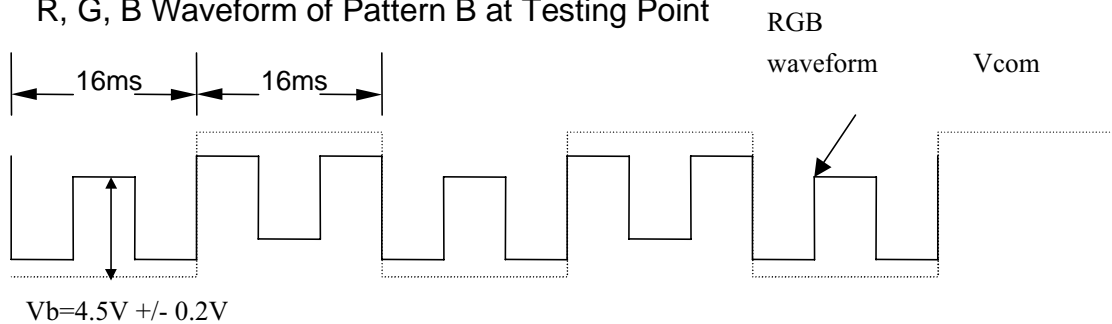 R, G, B Waveform of Pattern B at Testing Point
RGB
waveform
Vcom
16ms
16ms
Vb=4.5V +/- 0.2V